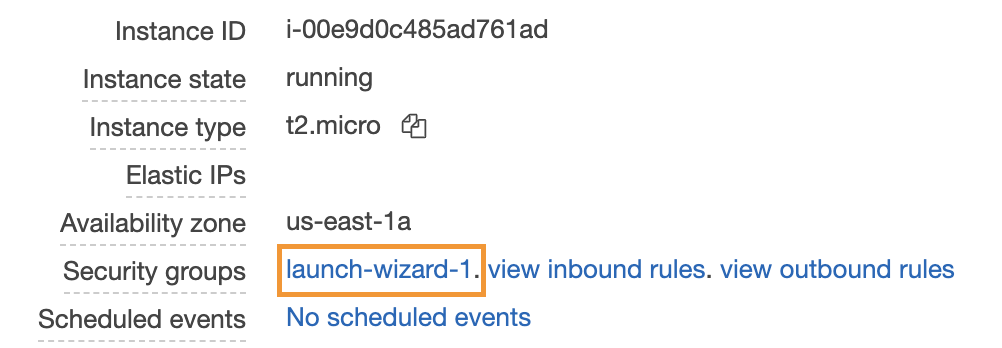 Instance ID i-00e9d0c485ad761ad
Instance state running
Instance type t2.micro
Elastic IPs
Availability zone us-east-1a
Security groups launch-wizard-1. view inbound rules. view outbound rules
Scheduled events No scheduled events